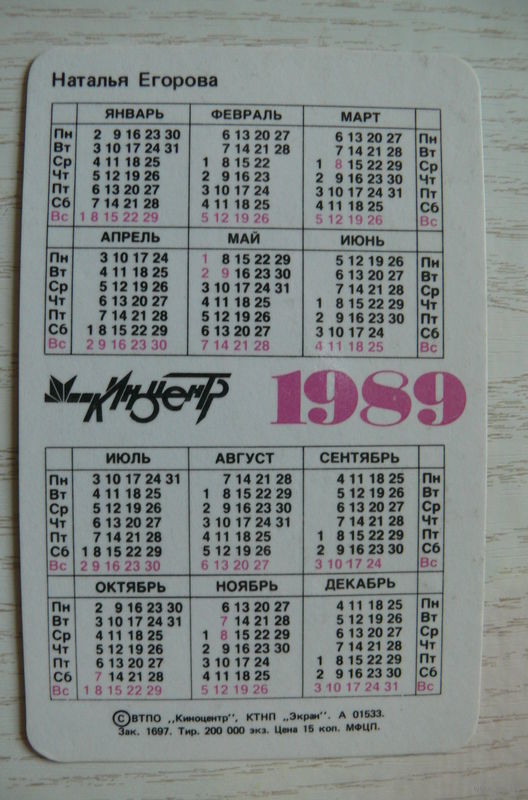 Наталья Егорова
ЯНВАРЬ ФЕВРАЛЬ МАРТ
Пн 2 9 16 23 30 6 13 20 27 6 13 20 27 Пн
Вт 3 10 17 24 31 7 14 21 28 7 14 21 28 Вт
Ср 4 11 18 25 1 8 15 22 1 8 15 22 29 Ср
Чт 5 12 19 26 2 9 16 23 2 9 16 23 30 Чт
Пт 6 13 20 27 3 10 17 24 3 10 17 24 31 Пт
Сб 7 14 21 28 4 11 18 25 4 11 18 25 Сб
Вс 1 8 15 22 29 5 12 19 26 5 12 19 26 Вс
АПРЕЛЬ МАЙ ИЮНЬ
Пн 3 10 17 24 1 8 15 22 29 5 12 19 26 Пн
Вт 4 11 18 25 2 9 16 23 30 6 13 20 27 Вт
Ср 5 12 19 26 3 10 17 24 31 7 14 21 28 Ср
Чт 6 13 20 27 4 11 18 25 1 8 15 22 29 Чт
Пт 7 14 21 28 5 12 19 26 2 9 16 23 30 Пт
Сб 1 8 15 22 29 6 13 20 27 3 10 17 24 Сб
Вс 2 9 16 23 30 7 14 21 28 4 11 18 25 Вс
Киноцентр 1989
ИЮЛЬ АВГУСТ СЕНТЯБРЬ
Пн 3 10 17 24 31 7 14 21 28 4 11 18 25 Пн
Вт 4 11 18 25 1 8 15 22 29 5 12 19 26 Вт
Ср 5 12 19 26 2 9 16 23 30 6 13 20 27 Ср
Чт 6 13 20 27 3 10 17 24 31 7 14 21 28 Чт
Пт 7 14 21 28 4 11 18 25 1 8 15 22 29 Пт
Сб 1 8 15 22 29 5 12 19 26 2 9 16 23 30 Сб
Вс 2 9 16 23 30 6 13 20 27 3 10 17 24 Вс
ОКТЯБРЬ НОЯБРЬ ДЕКАБРЬ
Пн 2 9 16 23 30 6 13 20 27 4 11 18 25 Пн
Вт 3 10 17 24 31 7 14 21 28 5 12 19 26 Вт
Ср 4 11 18 25 1 8 15 22 29 6 13 20 27 Ср
Чт 5 12 19 26 2 9 16 23 30 7 14 21 28 Чт
Пт 6 13 20 27 3 10 17 24 1 8 15 22 29 Пт
Сб 7 14 21 28 4 11 18 25 2 9 16 23 30 Сб
Вс 1 8 15 22 29 5 12 19 26 3 10 17 24 31 Вс
©ВТПО „Киноцентр", КТНП „Экран". А 01533.
Зак. 1697. Тир. 200 000 экз. Цена 15 коп. МФЦП.